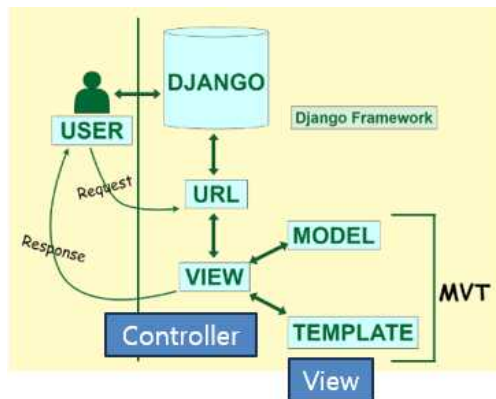 DJANGO
USER
Django Framework
Request
URL
Response
MODEL
VIEW
MVT
Controller
TEMPLATE
View